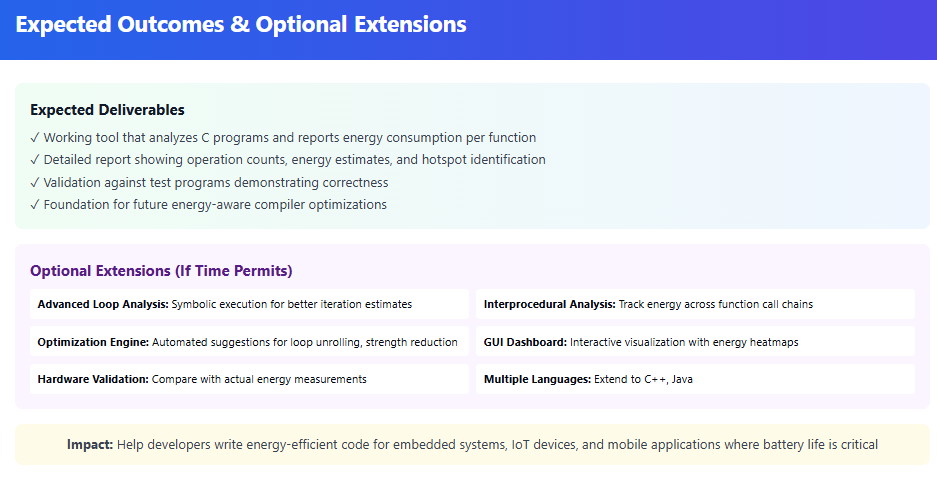 Expected Outcomes & Optional Extensions
Expected Deliverables
✓ Working tool that analyzes C programs and reports energy consumption per function
✓ Detailed report showing operation counts, energy estimates, and hotspot identification
✓ Validation against test programs demonstrating correctness
✓ Foundation for future energy-aware compiler optimizations
Optional Extensions (If Time Permits)
Advanced Loop Analysis: Symbolic execution for better iteration estimates
Interprocedural Analysis: Track energy across function call chains
Optimization Engine: Automated suggestions for loop unrolling, strength reduction
GUI Dashboard: Interactive visualization with energy heatmaps
Hardware Validation: Compare with actual energy measurements
Multiple Languages: Extend to C++, Java
Impact: Help developers write energy-efficient code for embedded systems, IoT devices, and mobile applications where battery life is critical